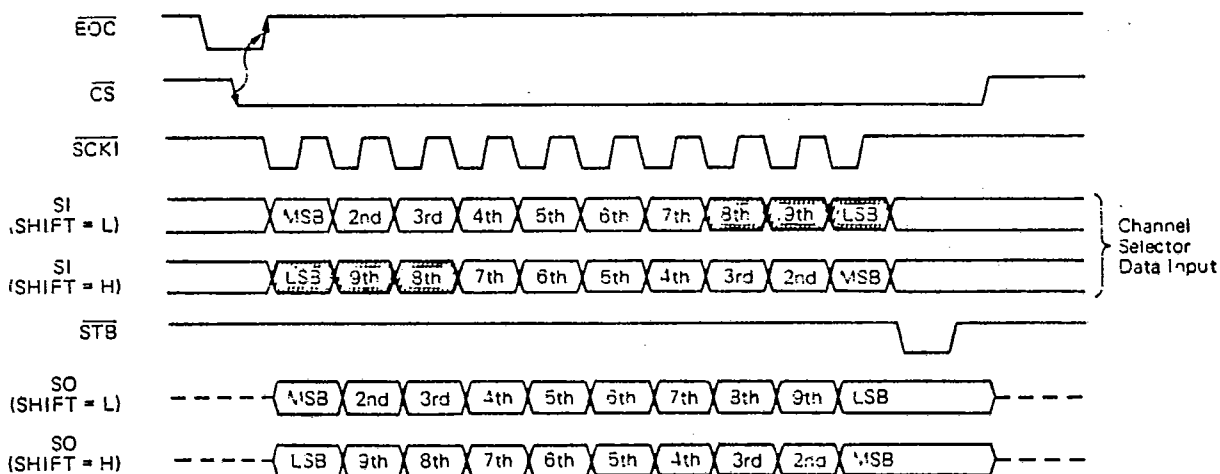 EOC
CS
SCKI
SI
(SHIFT = L)
MSB 2nd 3rd 4th 5th 6th 7th 8th 9th LSB
SI
(SHIFT = H)
LSB 9th 8th 7th 6th 5th 4th 3rd 2nd MSB
Channel
Selector
Data Input
STB
SO
(SHIFT = L)
MSB 2nd 3rd 4th 5th 6th 7th 8th 9th LSB
SO
(SHIFT = H)
LSB 9th 8th 7th 6th 5th 4th 3rd 2nd MSB